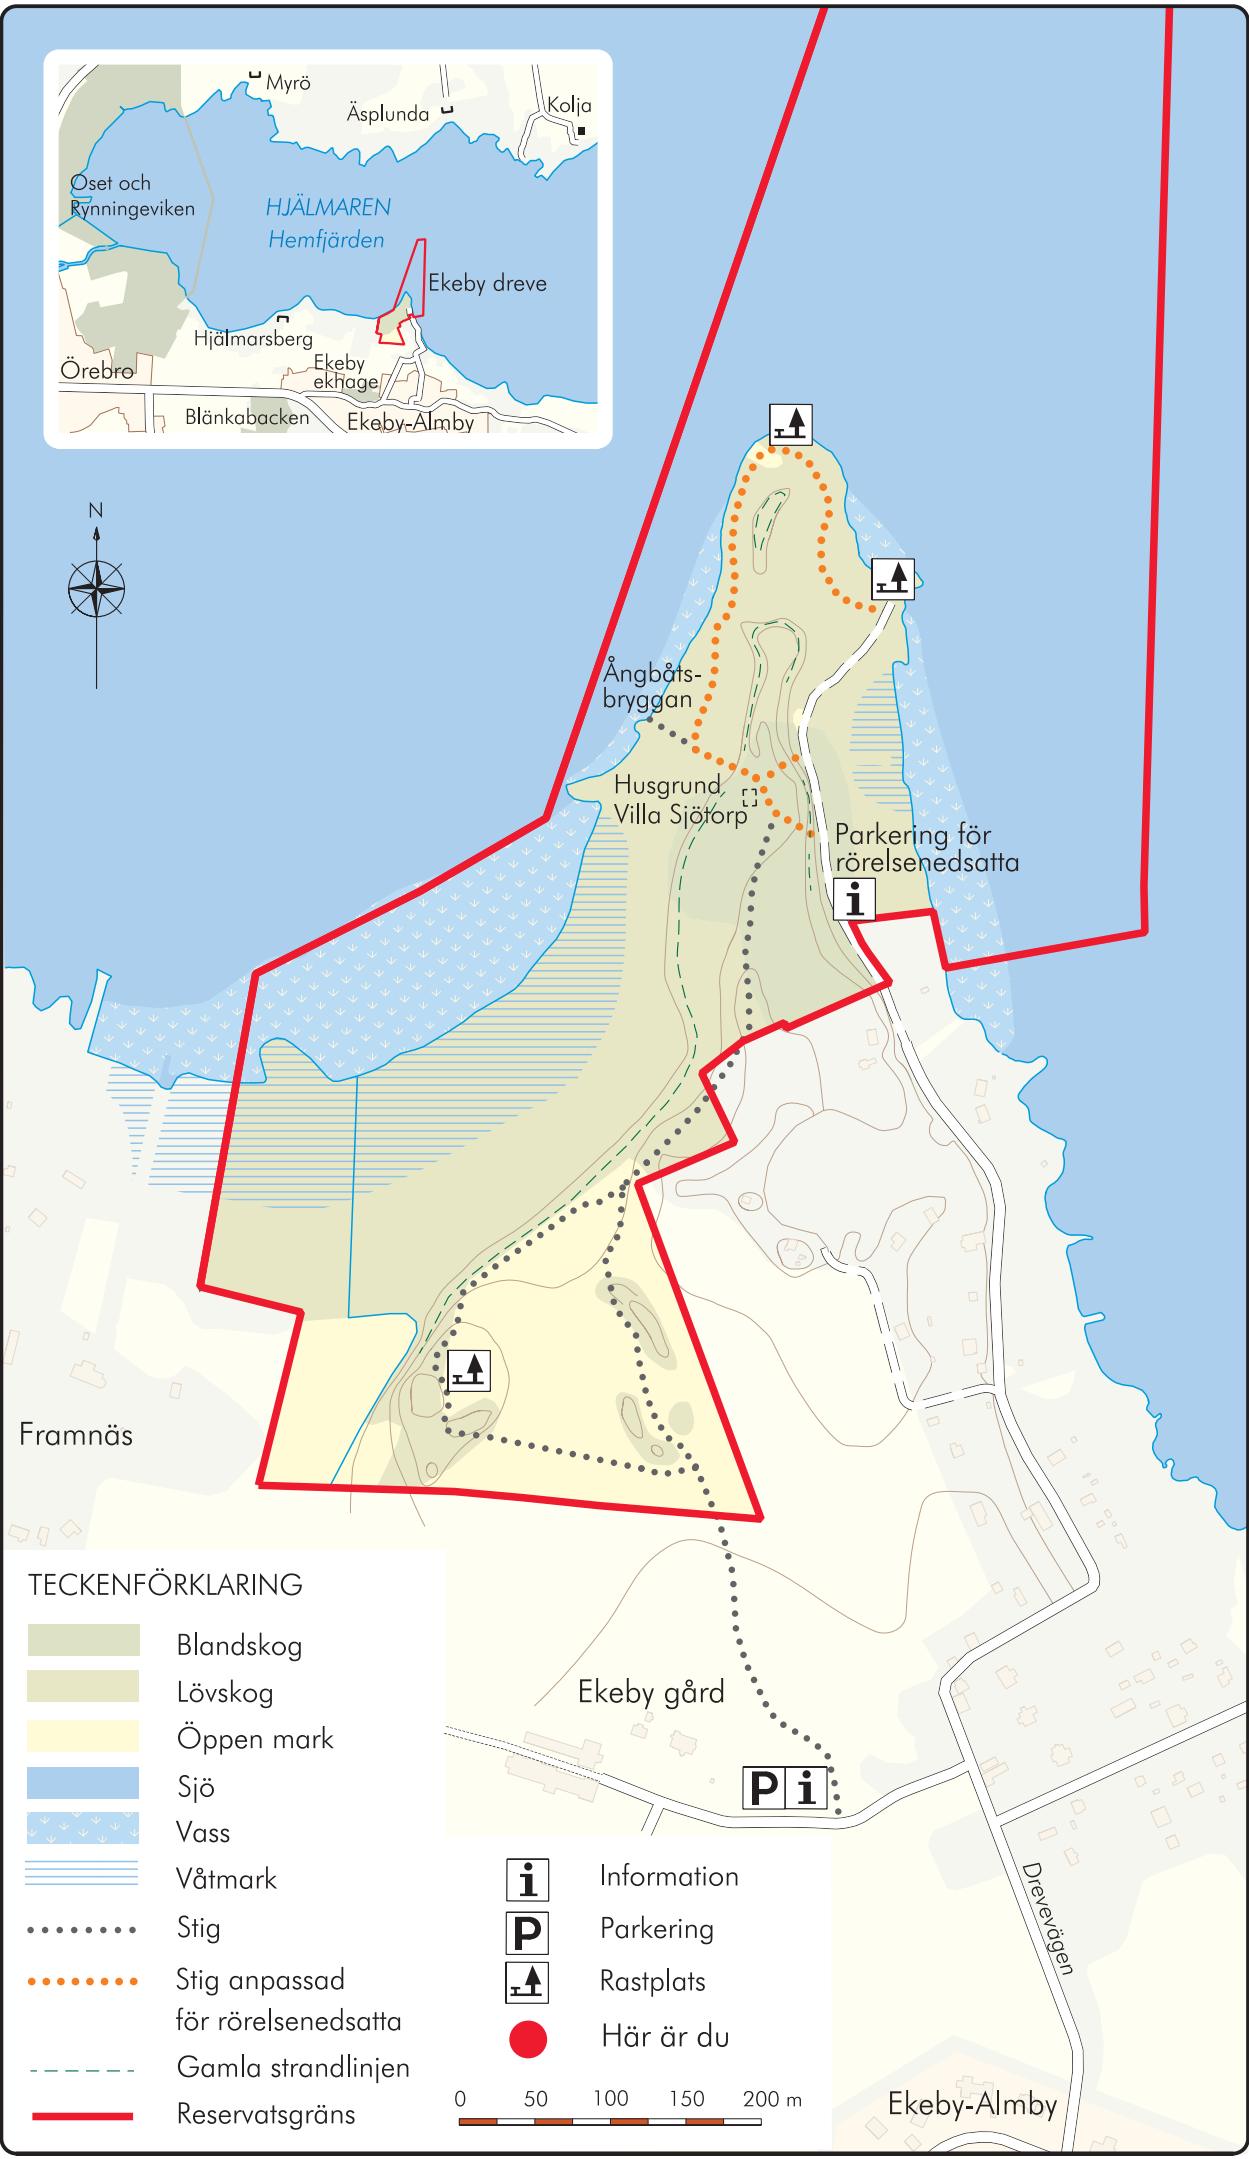 Myrö
Äsplunda
Kolja
Oset och
Rynningeviken
HJÄLMAREN
Hemfjärden
Ekeby dreve
Hjälmarsberg
Ekeby
ekhage
Örebro
Blänkabacken
Ekeby-Almby
N
Ångbåts-
bryggan
Husgrund
Villa Sjötorp
Parkering för
rörelsenedsatta
i
Framnäs
Ekeby gård
P i
Drevevägen
Ekeby-Almby
TECKENFÖRKLARING
Blandskog
Lövskog
Öppen mark
Sjö
Vass
Våtmark
Stig
Stig anpassad
för rörelsenedsatta
Gamla strandlinjen
Reservatsgräns
i Information
P Parkering
Rastplats
Här är du
0 50 100 150 200 m